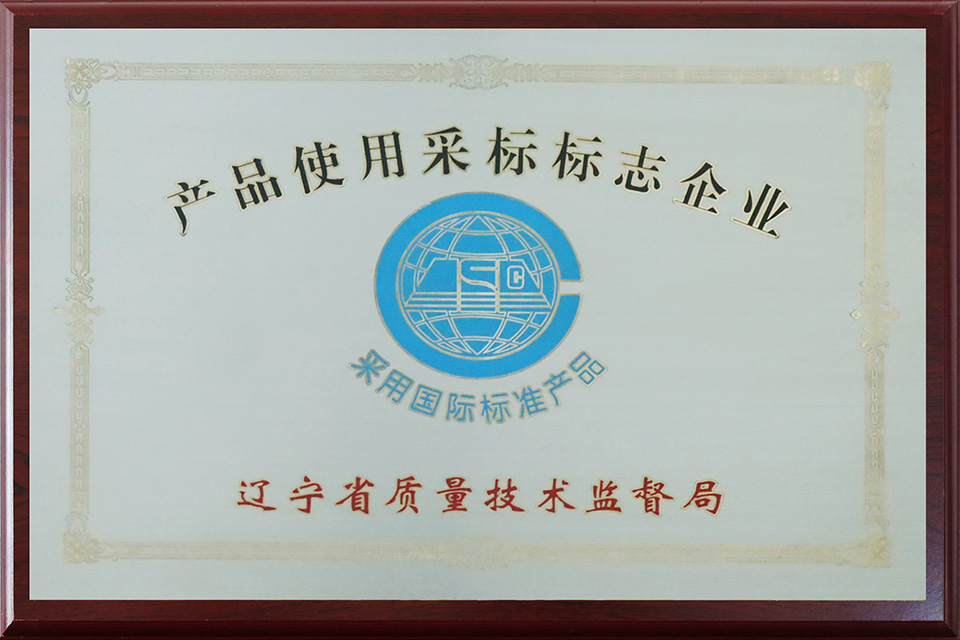 产品使用采标标志企业
采用国际标准产品
辽宁省质量技术监督局